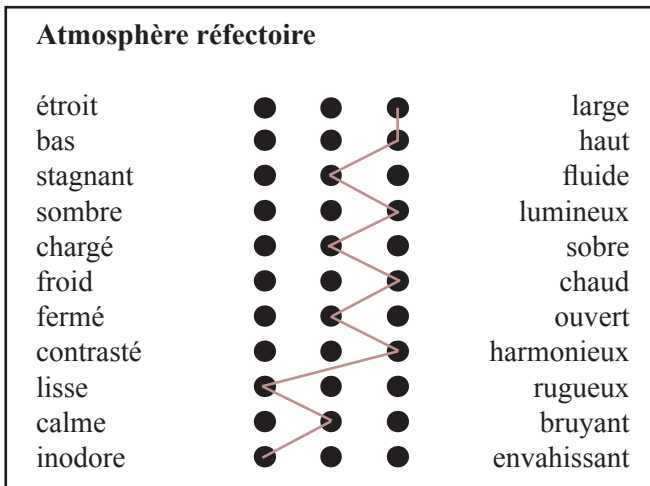 Atmosphère réfectoire
étroit large
bas haut
stagnant fluide
sombre lumineux
chargé sobre
froid chaud
fermé ouvert
contrasté harmonieux
lisse rugueux
calme bruyant
inodore envahissant